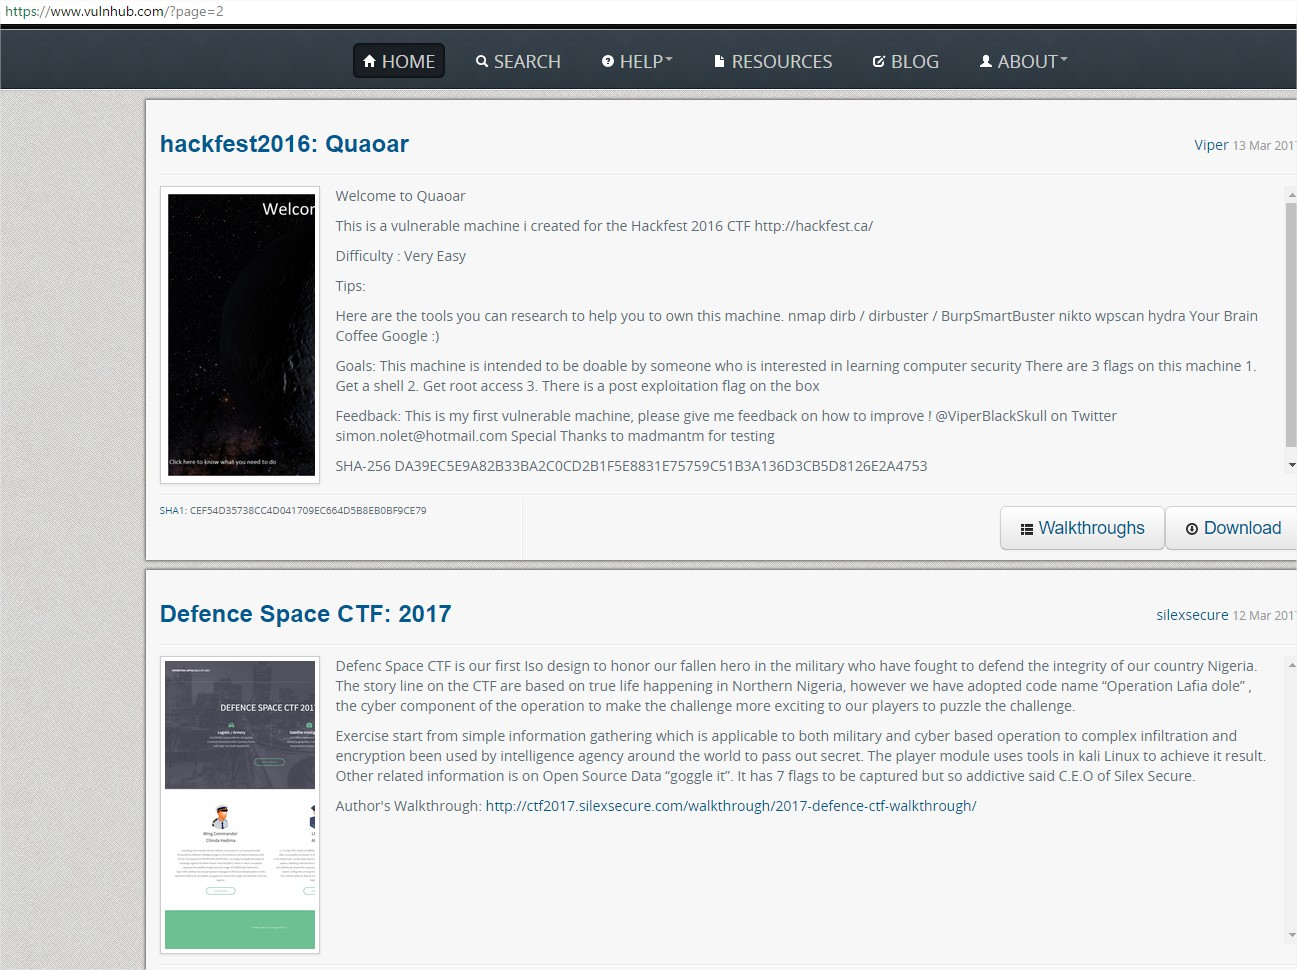 https://www.vulnhub.com/?page=2
HOME SEARCH HELP RESOURCES BLOG ABOUT
hackfest2016: Quaoar
Viper 13 Mar 201
Welcome to Quaoar
This is a vulnerable machine i created for the Hackfest 2016 CTF http://hackfest.ca/
Difficulty : Very Easy
Tips:
Here are the tools you can research to help you to own this machine. nmap dirb / dirbuster / BurpSmartBuster nikto wpscan hydra Your Brain
Coffee Google :)
Goals: This machine is intended to be doable by someone who is interested in learning computer security There are 3 flags on this machine 1.
Get a shell 2. Get root access 3. There is a post exploitation flag on the box
Feedback: This is my first vulnerable machine, please give me feedback on how to improve ! @ViperBlackSkull on Twitter
simon.nolet@hotmail.com Special Thanks to madmantm for testing
SHA-256 DA39EC5E9A82B33BA2C0CD2B1F5E8831E75759C51B3A136D3CB5D8126E2A4753
Welcor
Click here to know what you need to do
SHA1: CEF54D35738CC4D041709EC664D5B8EB0BF9CE79
Walkthroughs
Download
Defence Space CTF: 2017
silexsecure 12 Mar 201
Defenc Space CTF is our first Iso design to honor our fallen hero in the military who have fought to defend the integrity of our country Nigeria.
The story line on the CTF are based on true life happening in Northern Nigeria, however we have adopted code name “Operation Lafia dole” ,
the cyber component of the operation to make the challenge more exciting to our players to puzzle the challenge.
Exercise start from simple information gathering which is applicable to both military and cyber based operation to complex infiltration and
encryption been used by intelligence agency around the world to pass out secret. The player module uses tools in kali Linux to achieve it result.
Other related information is on Open Source Data “goggle it”. It has 7 flags to be captured but so addictive said C.E.O of Silex Secure.
Author's Walkthrough: http://ctf2017.silexsecure.com/walkthrough/2017-defence-ctf-walkthrough/
DEFENCE SPACE CTF 201
Logistic / Armory
Wing Commander
Chinda Hedima